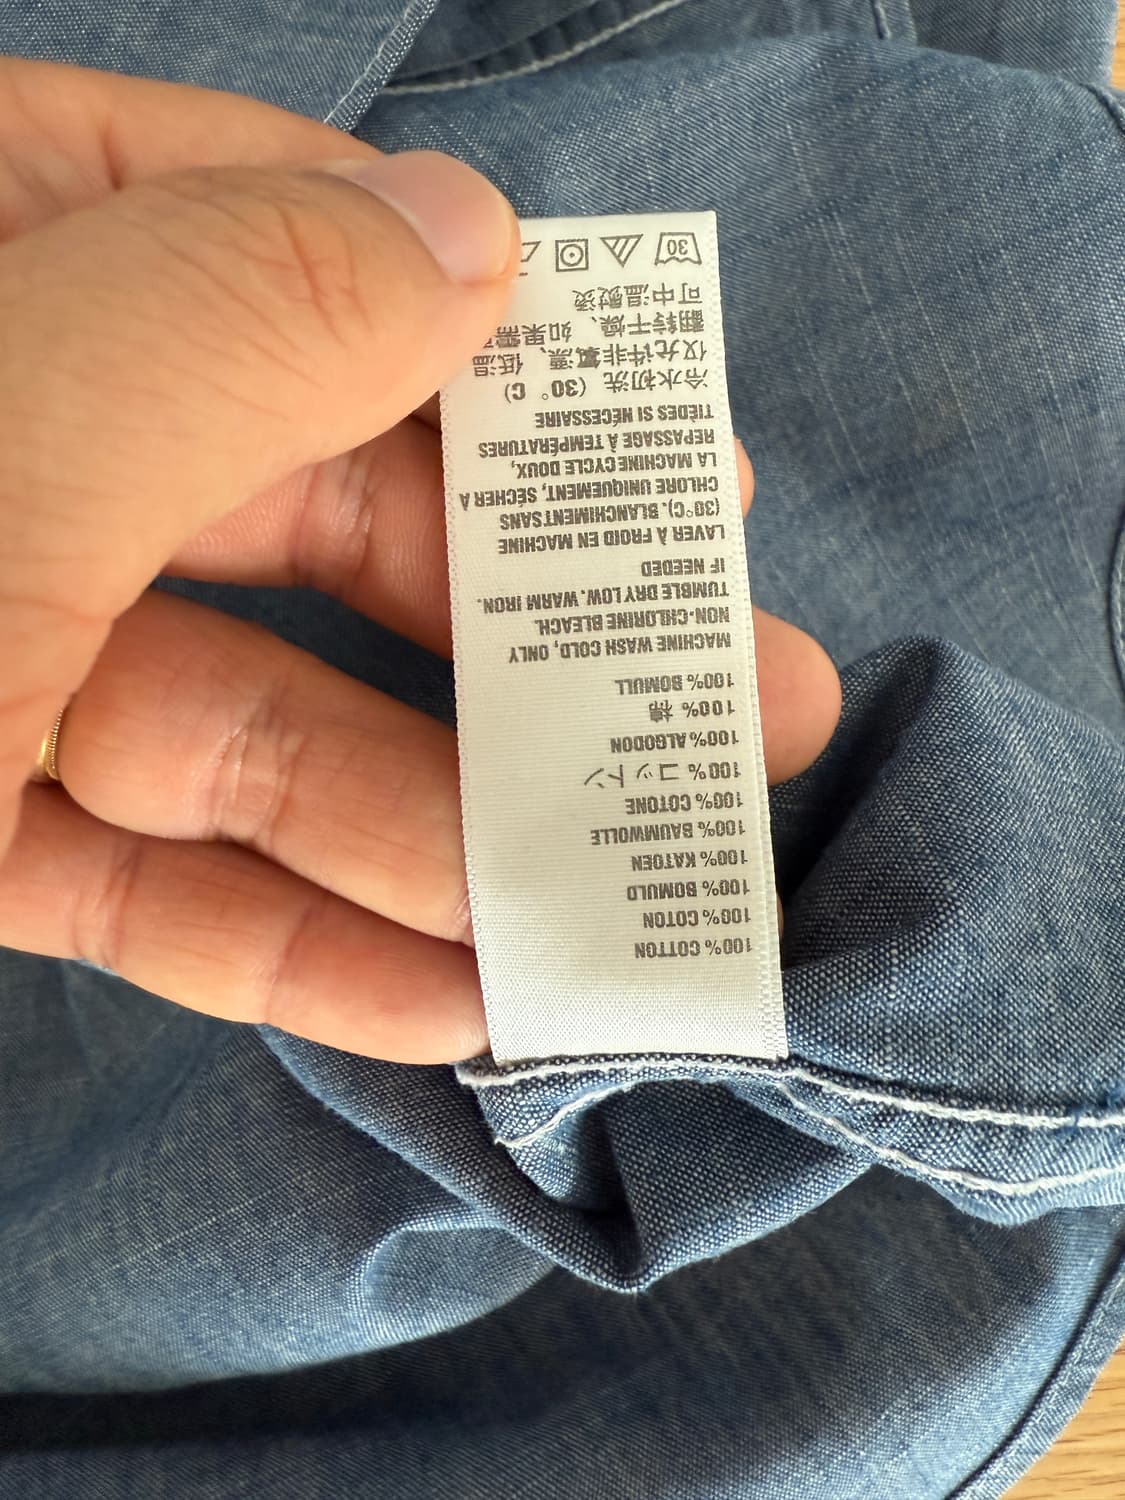 100% COTTON
100% COTON
100% BOMULD
100% KATOEN
100% BAUMWOLLE
100% COTONE
100% コットン
100% ALGODON
100% 棉
100% BOMULL
MACHINE WASH COLD, ONLY
NON-CHLORINE BLEACH.
TUMBLE DRY LOW. WARM IRON.
IF NEEDED
LAVER À FROID EN MACHINE
(30°C). BLANCHIMENT SANS
CHLORE UNIQUEMENT, SÉCHER À
LA MACHINE CYCLE DOUX,
REPASSAGE À TEMPÉRATURES
TIÈDES SI NÉCESSAIRE
冷水初洗 (30°C)
仅允许非氧漂、低温
翻转干燥、如果需
可中温熨烫
30